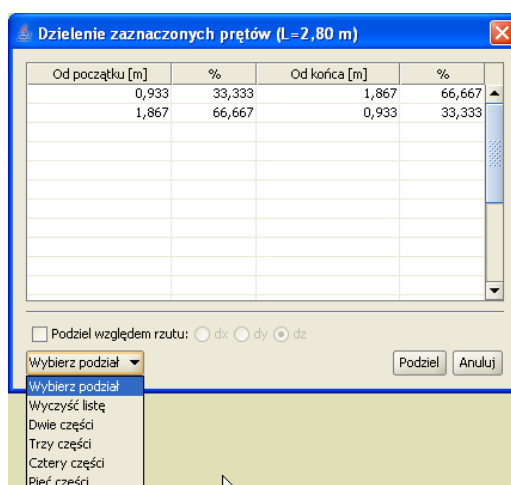 Dzielenie zaznaczonych prętów (L=2,80 m)
Od początku [m] % Od końca [m] %
0,933 33,333 1,867 66,667
1,867 66,667 0,933 33,333
Podziel względem rzutu: dx dy dz
Wybierz podział Podziel Anuluj
Wybierz podział
Wyczyść listę
Dwie części
Trzy części
Cztery części
Pięć części